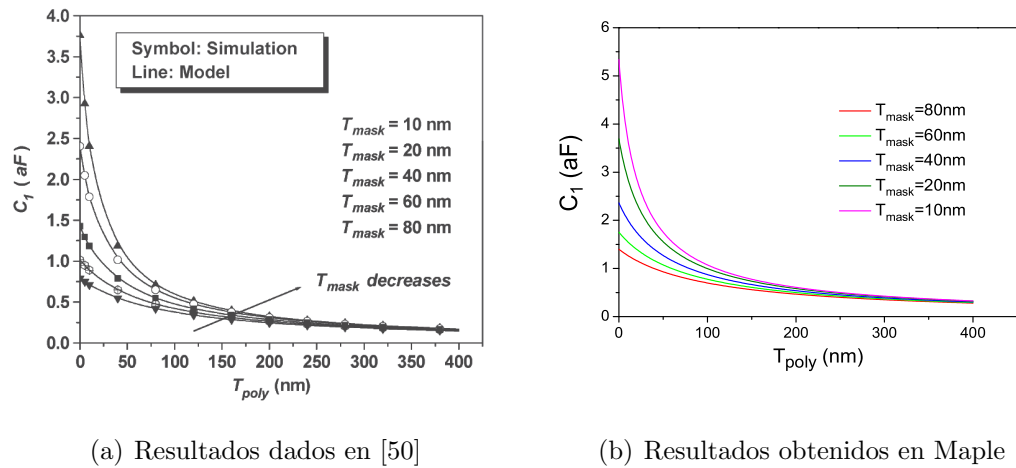 4.0
3.5
3.0
2.5
2.0
1.5
1.0
0.5
0.0
C1 ( aF)
Symbol: Simulation
Line: Model
Tmask = 10 nm
Tmask = 20 nm
Tmask = 40 nm
Tmask = 60 nm
Tmask = 80 nm
Tmask decreases
0 50 100 150 200 250 300 350 400
Tpoly (nm)
(a) Resultados dados en [50]
6
5
4
3
2
1
0
C1 (aF)
Tmask=80nm
Tmask=60nm
Tmask=40nm
Tmask=20nm
Tmask=10nm
0 100 200 300 400
Tpoly (nm)
(b) Resultados obtenidos en Maple